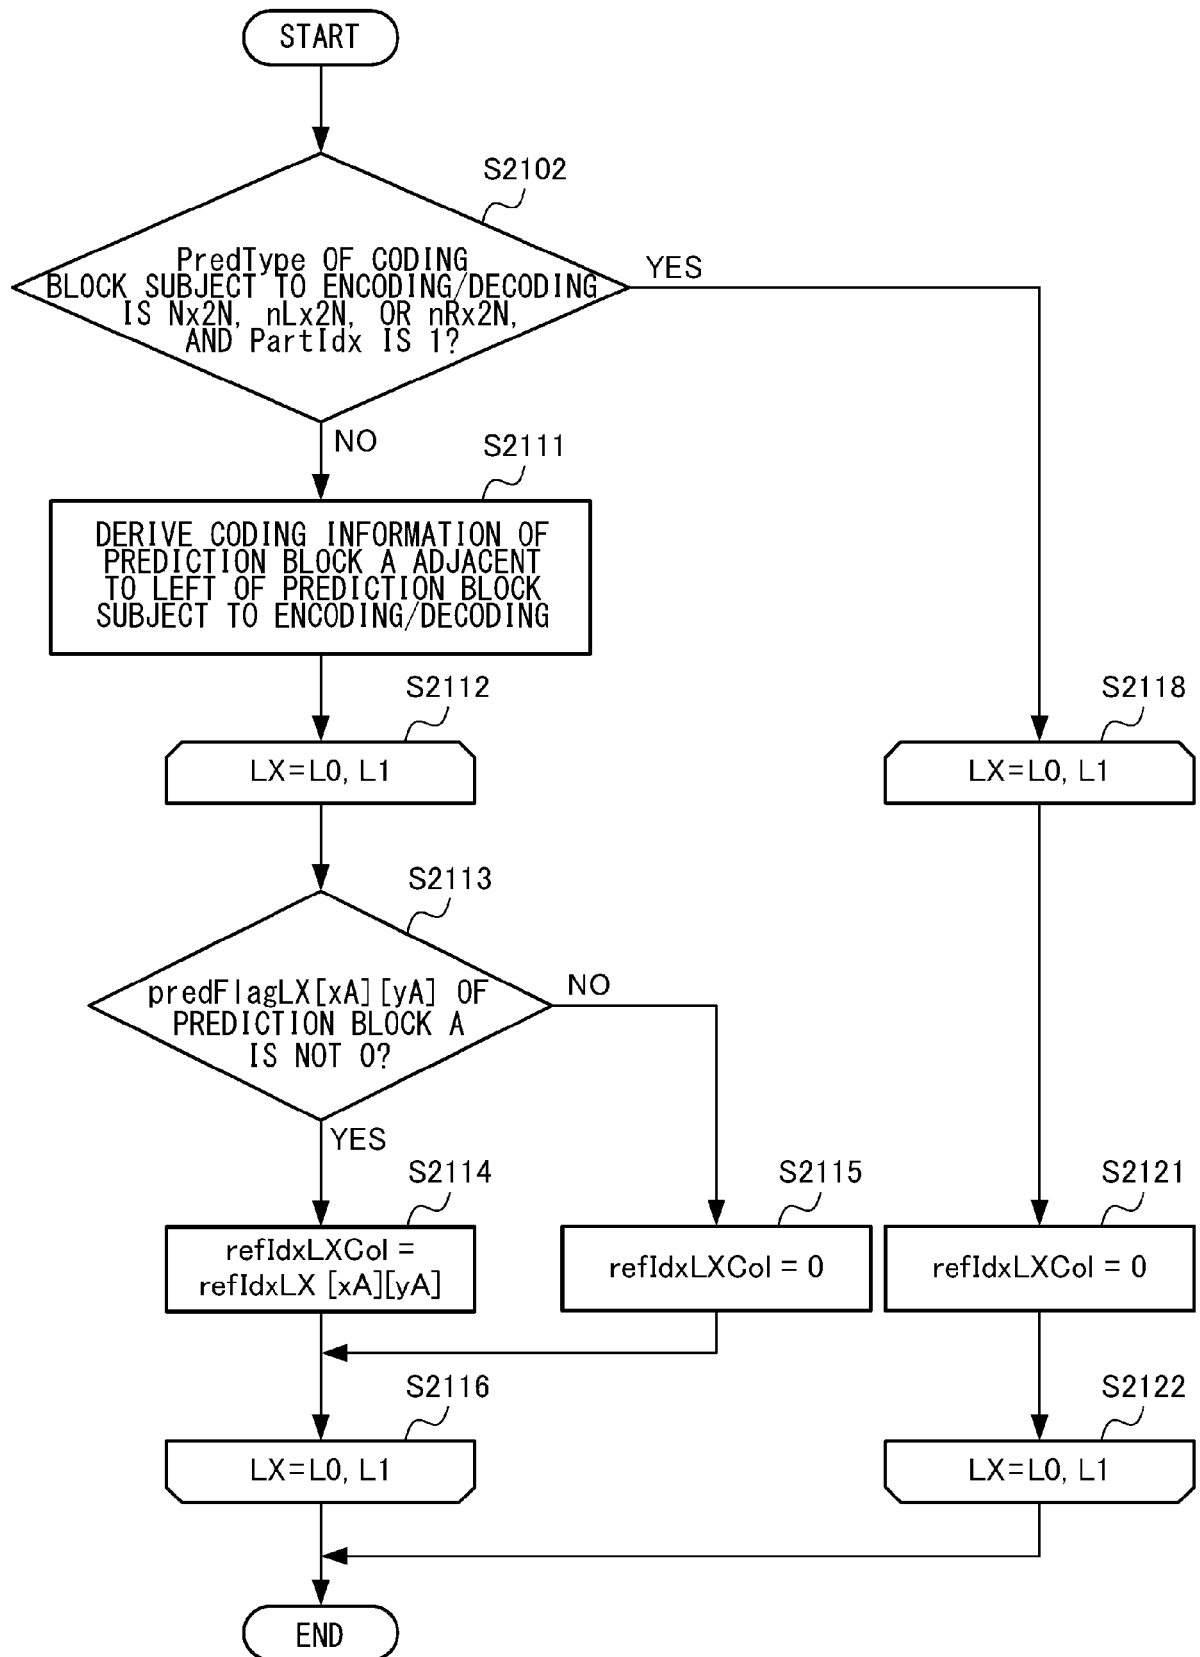 START
S2102
PredType OF CODING
BLOCK SUBJECT TO ENCODING/DECODING
IS Nx2N, nLx2N, OR nRx2N,
AND PartIdx IS 1?
YES
NO
S2111
DERIVE CODING INFORMATION OF
PREDICTION BLOCK A ADJACENT
TO LEFT OF PREDICTION BLOCK
SUBJECT TO ENCODING/DECODING
S2112
LX=L0, L1
S2118
LX=L0, L1
S2113
predFlagLX[xA][yA] OF
PREDICTION BLOCK A
IS NOT 0?
NO
YES
S2114
refIdxLXCol =
refIdxLX [xA][yA]
S2115
refIdxLXCol = 0
S2121
refIdxLXCol = 0
S2116
LX=L0, L1
S2122
LX=L0, L1
END